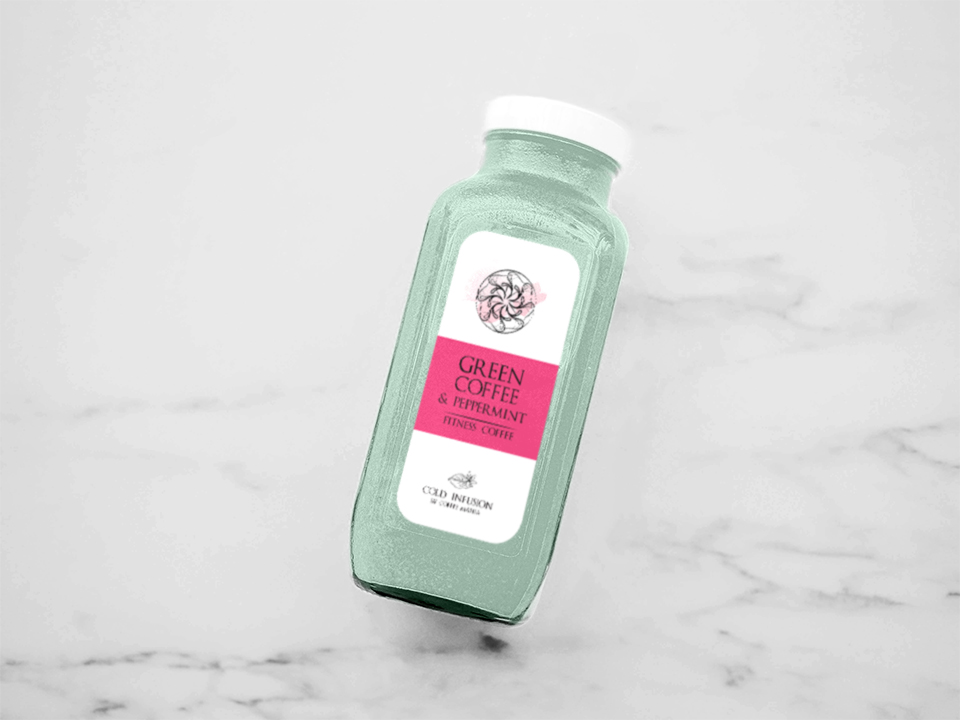 GREEN
COFFEE
& PEPPERMINT
FITNESS COFFEE
COLD INFUSION